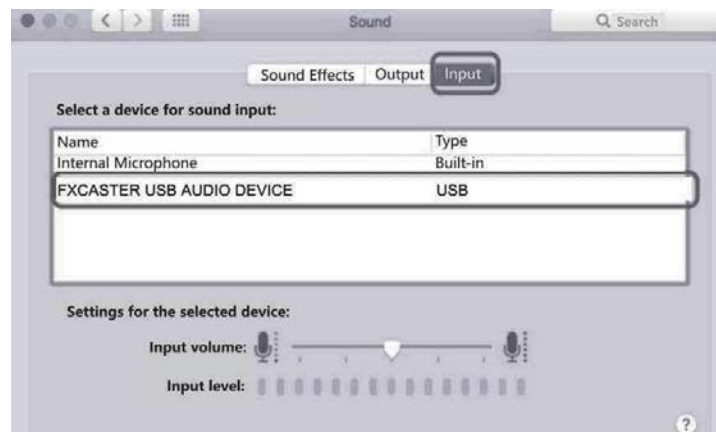 Sound
Search
Sound Effects Output Input
Select a device for sound input:
Name Type
Internal Microphone Built-in
FXCASTER USB AUDIO DEVICE USB
Settings for the selected device:
Input volume:
Input level:
?